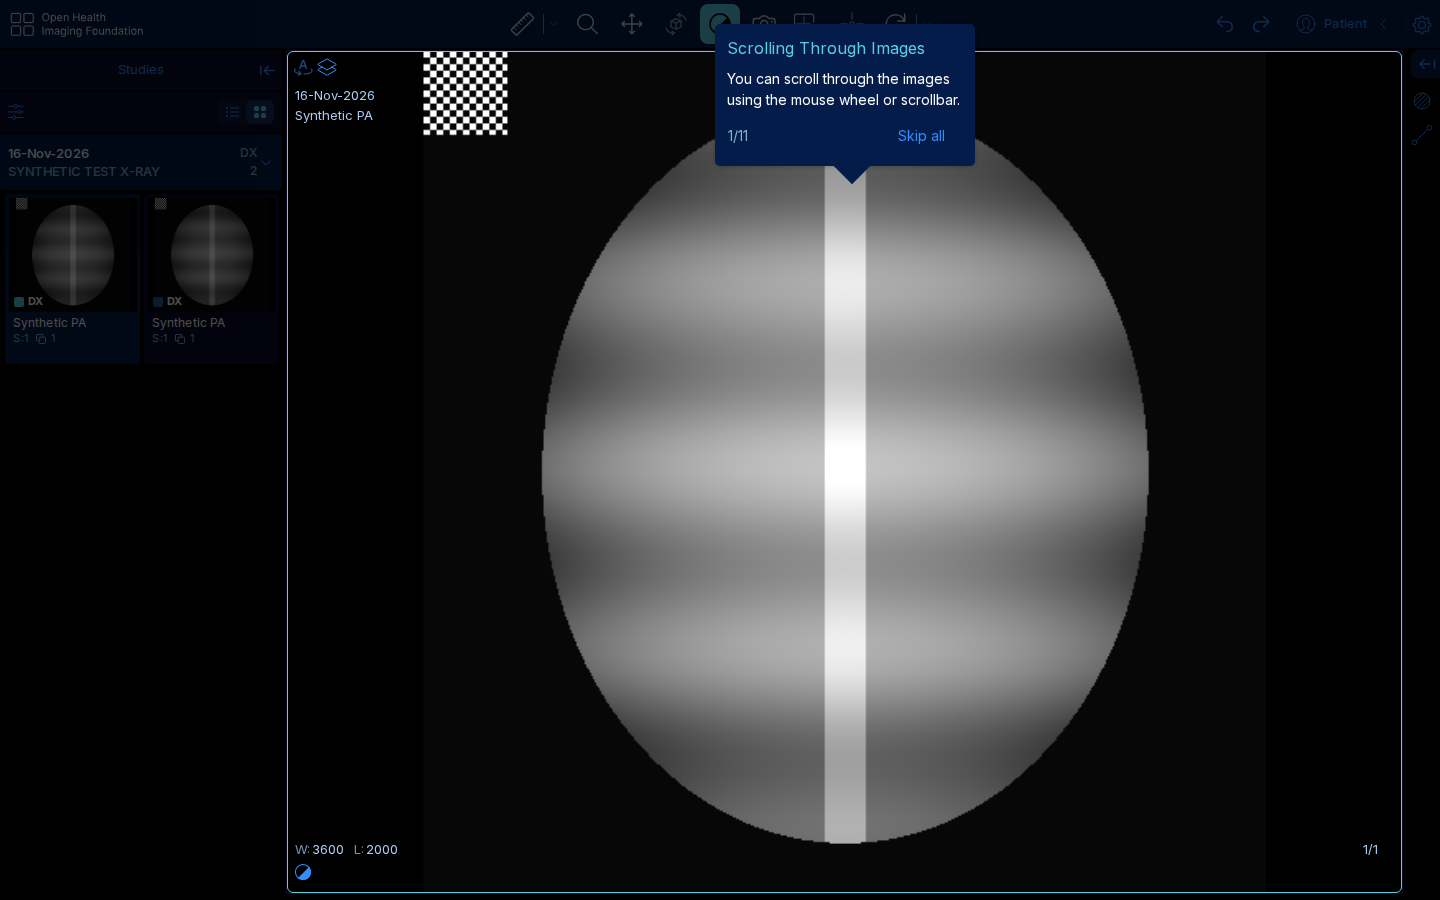 Open Health
Imaging Foundation
Patient
Studies
16-Nov-2026
DX
SYNTHETIC TEST X-RAY
2
DX
Synthetic PA
S:1
1
DX
Synthetic PA
S:1
1
A
16-Nov-2026
Synthetic PA
Scrolling Through Images
You can scroll through the images
using the mouse wheel or scrollbar.
1/11
Skip all
W: 3600 L: 2000
1/1